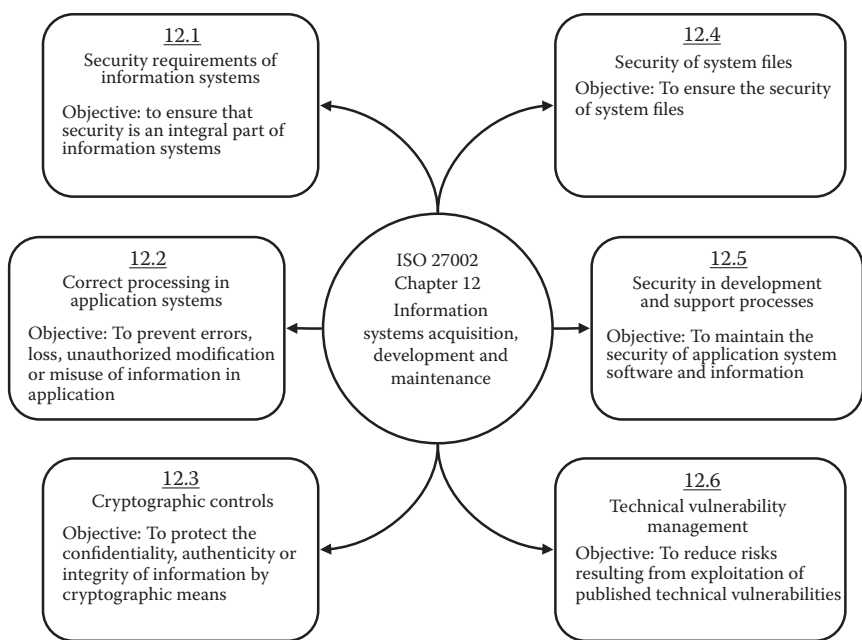 12.1
Security requirements of
information systems
Objective: to ensure that
security is an integral part of
information systems
12.4
Security of system files
Objective: To ensure the security
of system files
ISO 27002
Chapter 12
Information
systems acquisition,
development and
maintenance
12.2
Correct processing in
application systems
Objective: To prevent errors,
loss, unauthorized modification
or misuse of information in
application
12.5
Security in development
and support processes
Objective: To maintain the
security of application system
software and information
12.3
Cryptographic controls
Objective: To protect the
confidentiality, authenticity or
integrity of information by
cryptographic means
12.6
Technical vulnerability
management
Objective: To reduce risks
resulting from exploitation of
published technical vulnerabilities